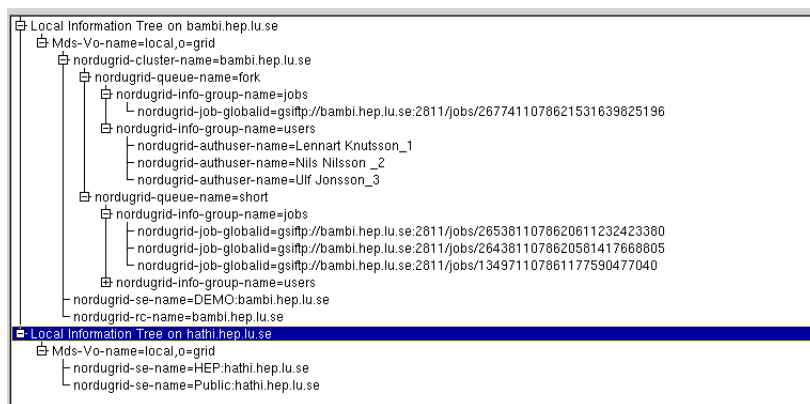 Local Information Tree on bambi.hep.lu.se
Mds-Vo-name=local,o=grid
nordugrid-cluster-name=bambi.hep.lu.se
nordugrid-queue-name=fork
nordugrid-info-group-name=jobs
nordugrid-job-globalid=gsiftp://bambi.hep.lu.se:2811/jobs/2677411078621531639825196
nordugrid-info-group-name=users
nordugrid-authuser-name=Lennart Knutsson_1
nordugrid-authuser-name=Nils Nilsson _2
nordugrid-authuser-name=Ulf Jonsson_3
nordugrid-queue-name=short
nordugrid-info-group-name=jobs
nordugrid-job-globalid=gsiftp://bambi.hep.lu.se:2811/jobs/2653811078620611232423380
nordugrid-job-globalid=gsiftp://bambi.hep.lu.se:2811/jobs/2643811078620581417668805
nordugrid-job-globalid=gsiftp://bambi.hep.lu.se:2811/jobs/134971107861177590477040
nordugrid-info-group-name=users
nordugrid-se-name=DEMO:bambi.hep.lu.se
nordugrid-rc-name=bambi.hep.lu.se
Local Information Tree on hathi.hep.lu.se
Mds-Vo-name=local,o=grid
nordugrid-se-name=HEP:hathi.hep.lu.se
nordugrid-se-name=Public:hathi.hep.lu.se